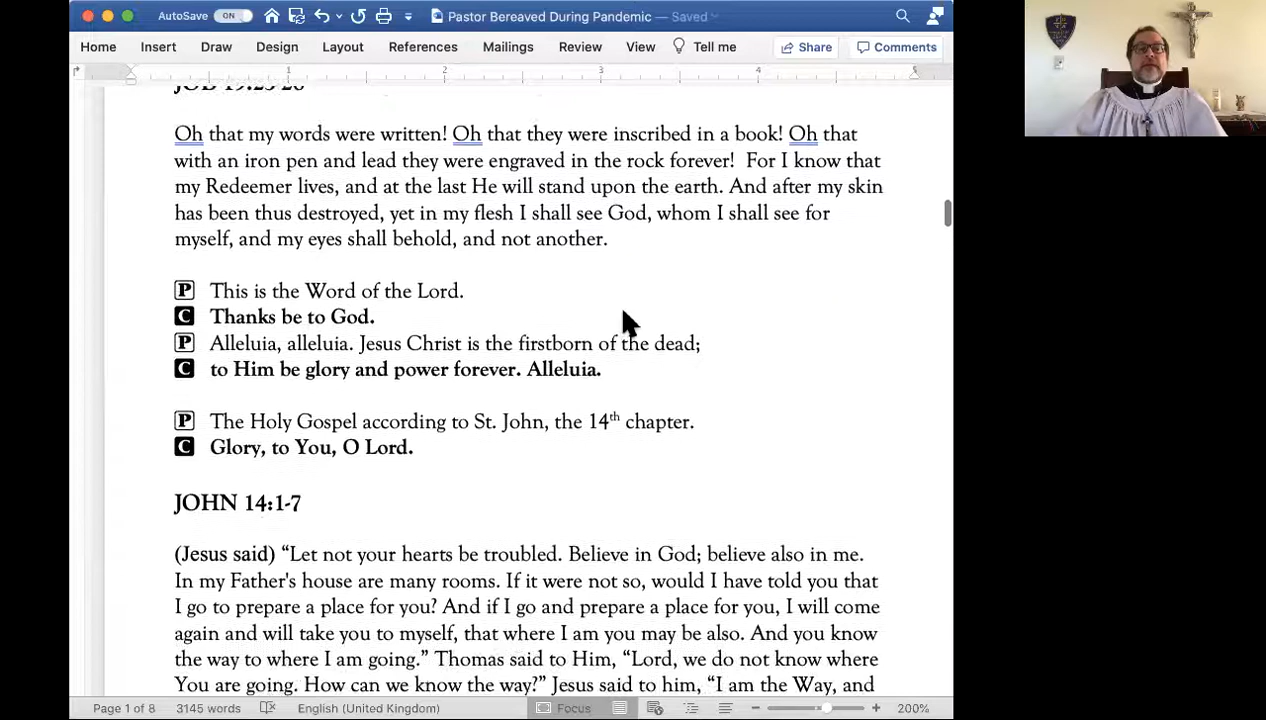 AutoSave ON Pastor Bereaved During Pandemic — Saved
Home Insert Draw Design Layout References Mailings Review View Tell me Share Comments
1 2 3 4 5
Oh that my words were written! Oh that they were inscribed in a book! Oh that
with an iron pen and lead they were engraved in the rock forever! For I know that
my Redeemer lives, and at the last He will stand upon the earth. And after my skin
has been thus destroyed, yet in my flesh I shall see God, whom I shall see for
myself, and my eyes shall behold, and not another.
P This is the Word of the Lord.
C Thanks be to God.
P Alleluia, alleluia. Jesus Christ is the firstborn of the dead;
C to Him be glory and power forever. Alleluia.
P The Holy Gospel according to St. John, the 14th chapter.
C Glory, to You, O Lord.
JOHN 14:1-7
(Jesus said) “Let not your hearts be troubled. Believe in God; believe also in me.
In my Father's house are many rooms. If it were not so, would I have told you that
I go to prepare a place for you? And if I go and prepare a place for you, I will come
again and will take you to myself, that where I am you may be also. And you know
the way to where I am going.” Thomas said to Him, “Lord, we do not know where
You are going. How can we know the way?” Jesus said to him, “I am the Way, and
Page 1 of 8 3145 words English (United Kingdom) Focus 200%